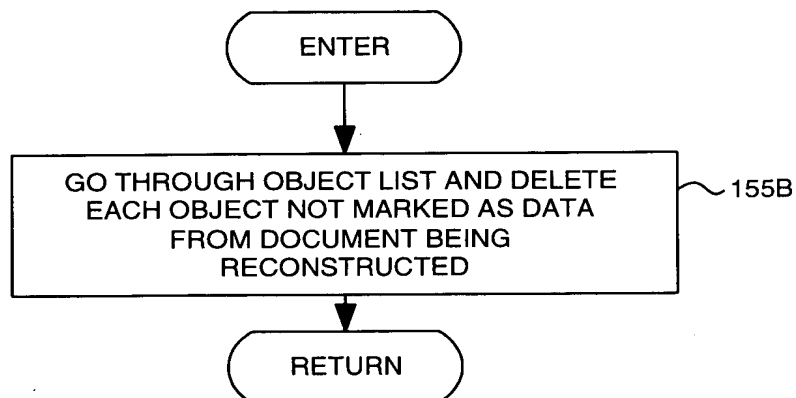 ENTER
GO THROUGH OBJECT LIST AND DELETE
EACH OBJECT NOT MARKED AS DATA
FROM DOCUMENT BEING
RECONSTRUCTED
155B
RETURN